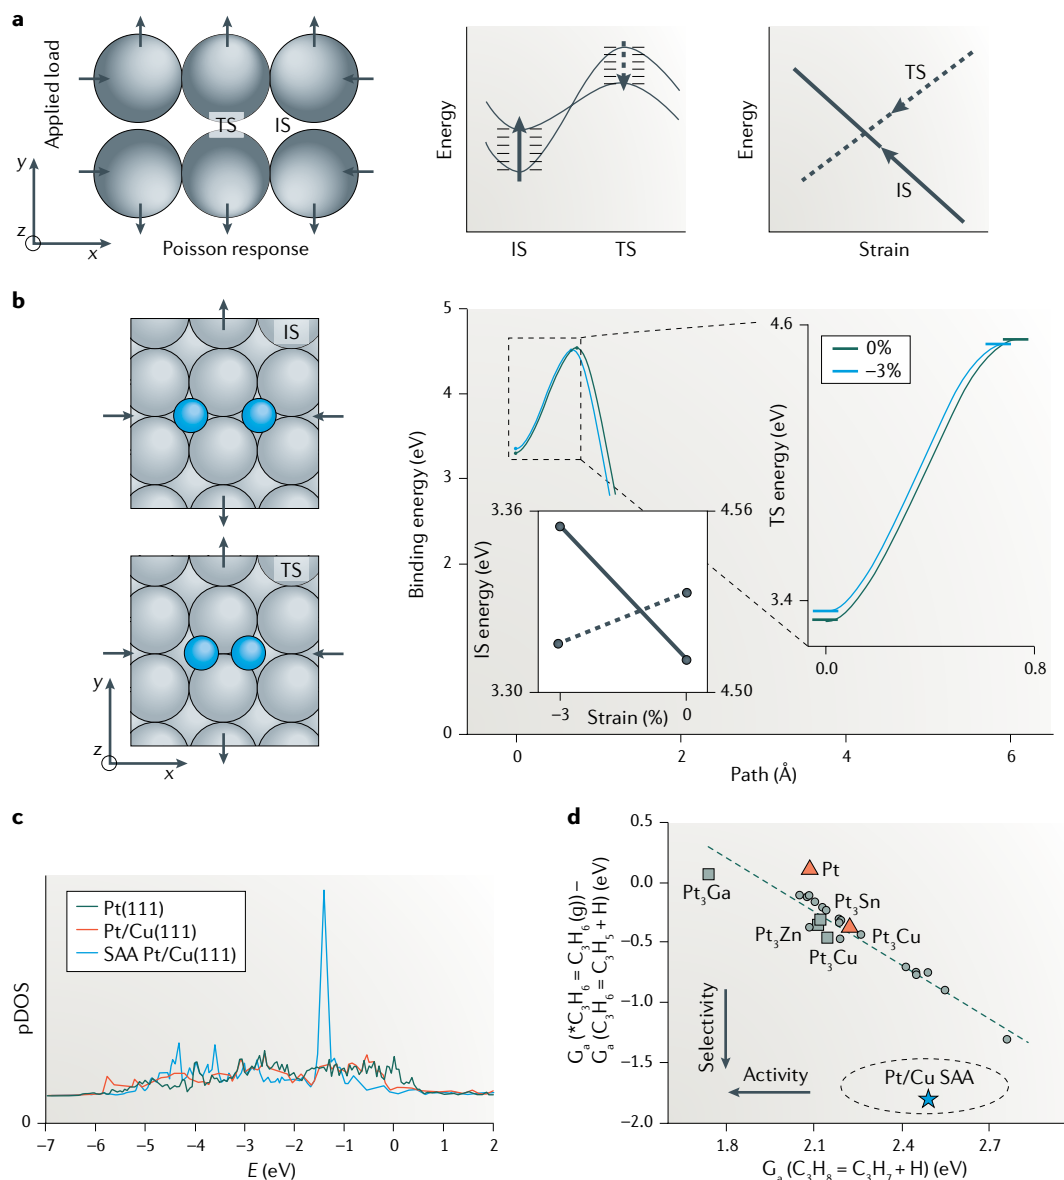 a
Applied load
TS
IS
y
z
x
Poisson response
Energy
IS
TS
Energy
TS
IS
Strain
b
IS
TS
y
z
x
Binding energy (eV)
5
4
3
2
0
0
2
4
6
Path (Å)
3.36
4.56
IS energy (eV)
3.30
4.50
−3
Strain (%)
0
4.6
TS energy (eV)
3.4
0.0
0.8
0%
−3%
c
Pt(111)
Pt/Cu(111)
SAA Pt/Cu(111)
pDOS
0
−7
−6
−5
−4
−3
−2
−1
0
1
2
E (eV)
d
Gₐ (*C₃H₆ = C₃H₆ (g)) −
Gₐ (C₃H₆ = C₃H₅ + H) (eV)
0.5
0.0
−0.5
−1.0
−1.5
−2.0
Pt
Pt₃Ga
Pt₃Sn
Pt₃Zn
Pt₃Cu
Pt₃Cu
Selectivity
Activity
Pt/Cu SAA
1.8
2.1
2.4
2.7
Gₐ (C₃H₈ = C₃H₇ + H) (eV)